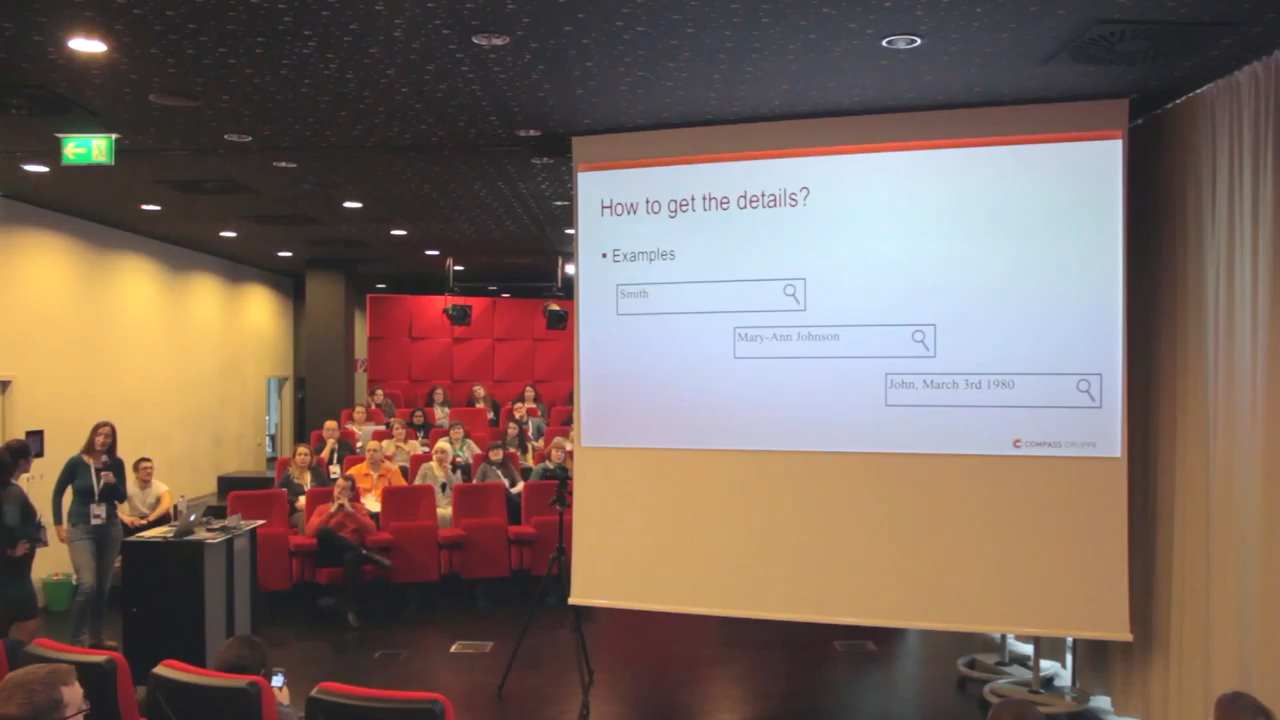 How to get the details?
▪ Examples
Smith
Mary-Ann Johnson
John, March 3rd 1980
COMPASS GRUPPE